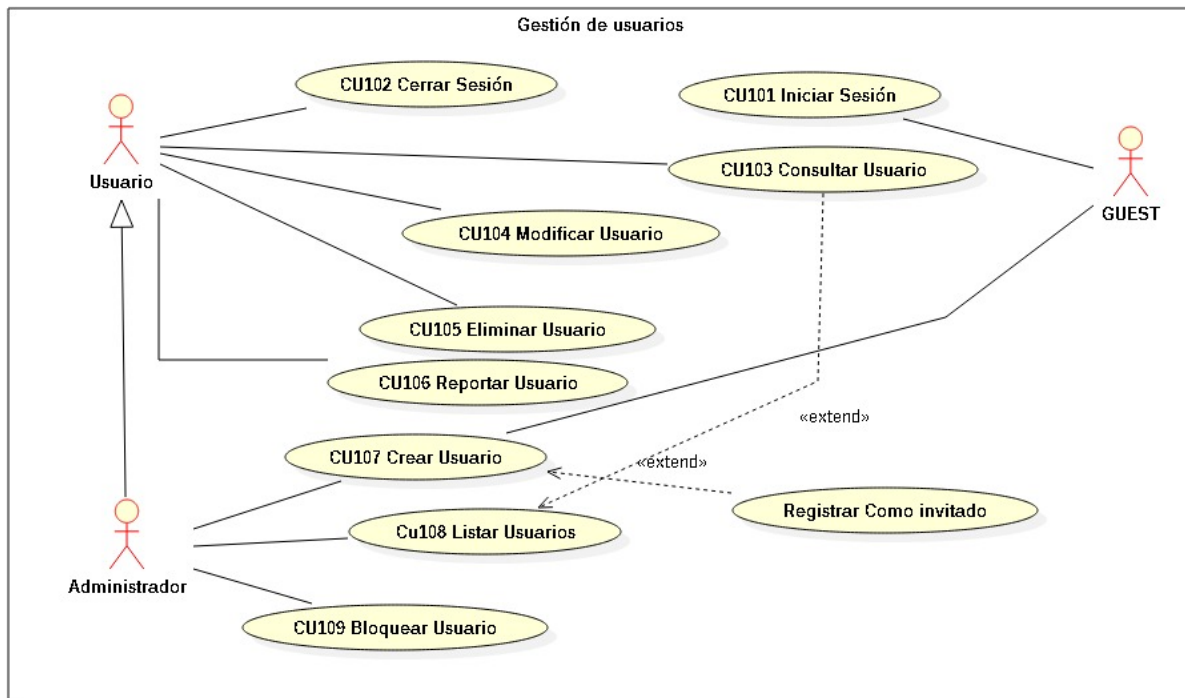 Gestión de usuarios
CU102 Cerrar Sesión
CU101 Iniciar Sesión
Usuario
CU103 Consultar Usuario
GUEST
CU104 Modificar Usuario
CU105 Eliminar Usuario
CU106 Reportar Usuario
«extend»
CU107 Crear Usuario
«extend»
Registrar Como invitado
Cu108 Listar Usuarios
Administrador
CU109 Bloquear Usuario